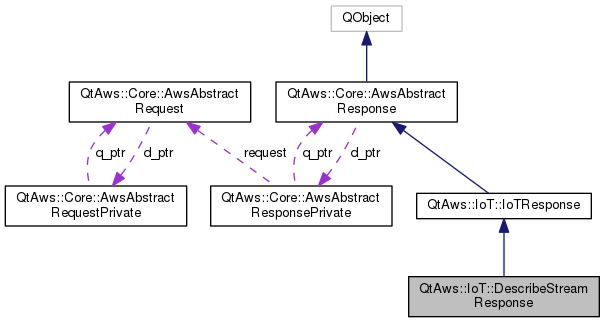 QObject
QtAws::Core::AwsAbstract
Request
QtAws::Core::AwsAbstract
Response
q_ptr
d_ptr
request
q_ptr
d_ptr
QtAws::Core::AwsAbstract
RequestPrivate
QtAws::Core::AwsAbstract
ResponsePrivate
QtAws::IoT::IoTResponse
QtAws::IoT::DescribeStream
Response